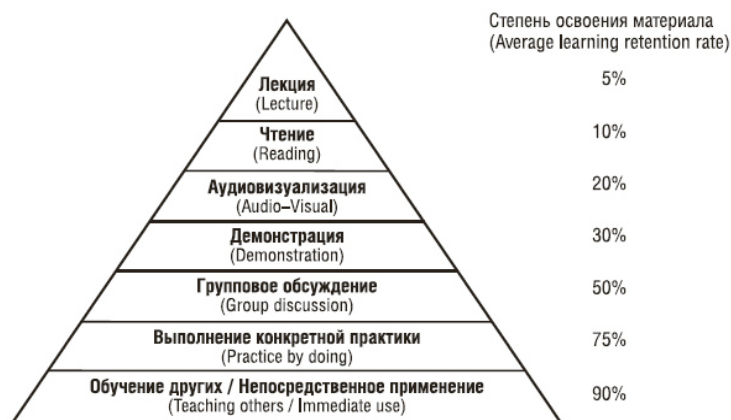 Степень освоения материала
(Average learning retention rate)
Лекция
(Lecture)
5%
Чтение
(Reading)
10%
Аудиовизуализация
(Audio–Visual)
20%
Демонстрация
(Demonstration)
30%
Групповое обсуждение
(Group discussion)
50%
Выполнение конкретной практики
(Practice by doing)
75%
Обучение других / Непосредственное применение
(Teaching others / Immediate use)
90%